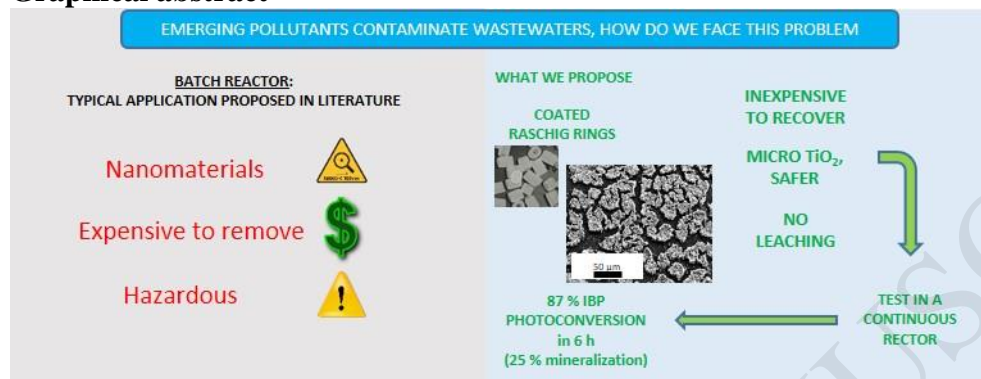 Graphical abstract
EMERGING POLLUTANTS CONTAMINATE WASTEWATERS, HOW DO WE FACE THIS PROBLEM
BATCH REACTOR:
TYPICAL APPLICATION PROPOSED IN LITERATURE
Nanomaterials
Expensive to remove
Hazardous
WHAT WE PROPOSE
COATED
RASCHIG RINGS
50 µm
INEXPENSIVE
TO RECOVER
MICRO TiO₂,
SAFER
NO
LEACHING
TEST IN A
CONTINUOUS
RECTOR
87 % IBP
PHOTOCONVERSION
in 6 h
(25 % mineralization)